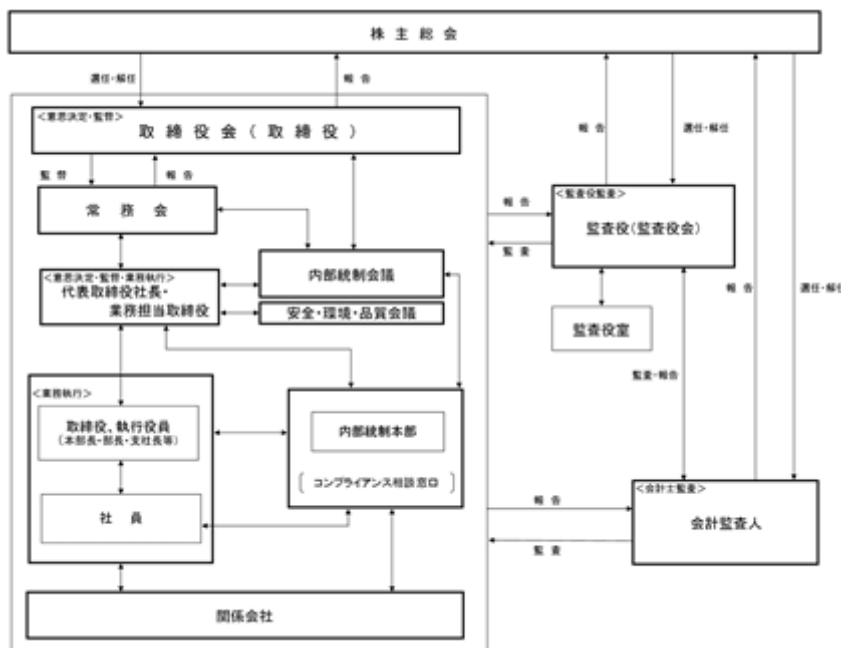 株主総会
選任・解任
報告
報告
選任・解任
<意思決定・監督>
取締役会（取締役）
監督
報告
常務会
<監査役監査>
監査役（監査役会）
報告
監査
内部統制会議
<意思決定・監督・業務執行>
代表取締役社長・
業務担当取締役
安全・環境・品質会議
報告
選任・解任
監査役室
監査・報告
<業務執行>
取締役、執行役員
（本部長・部長・支社長等）
内部統制本部
コンプライアンス相談窓口
社員
報告
監査
<会計士監査>
会計監査人
関係会社